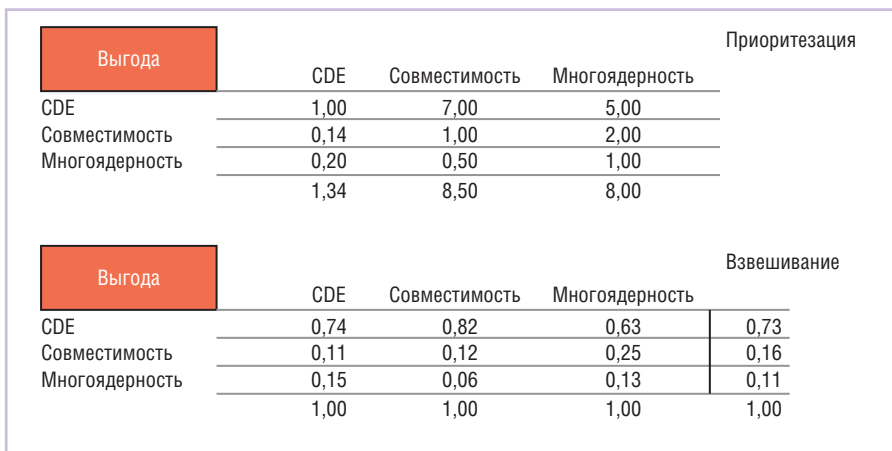 Приоритезация
Выгода
CDE Совместимость Многоядерность
CDE 1,00 7,00 5,00
Совместимость 0,14 1,00 2,00
Многоядерность 0,20 0,50 1,00
1,34 8,50 8,00
Взвешивание
Выгода
CDE Совместимость Многоядерность
CDE 0,74 0,82 0,63 0,73
Совместимость 0,11 0,12 0,25 0,16
Многоядерность 0,15 0,06 0,13 0,11
1,00 1,00 1,00 1,00